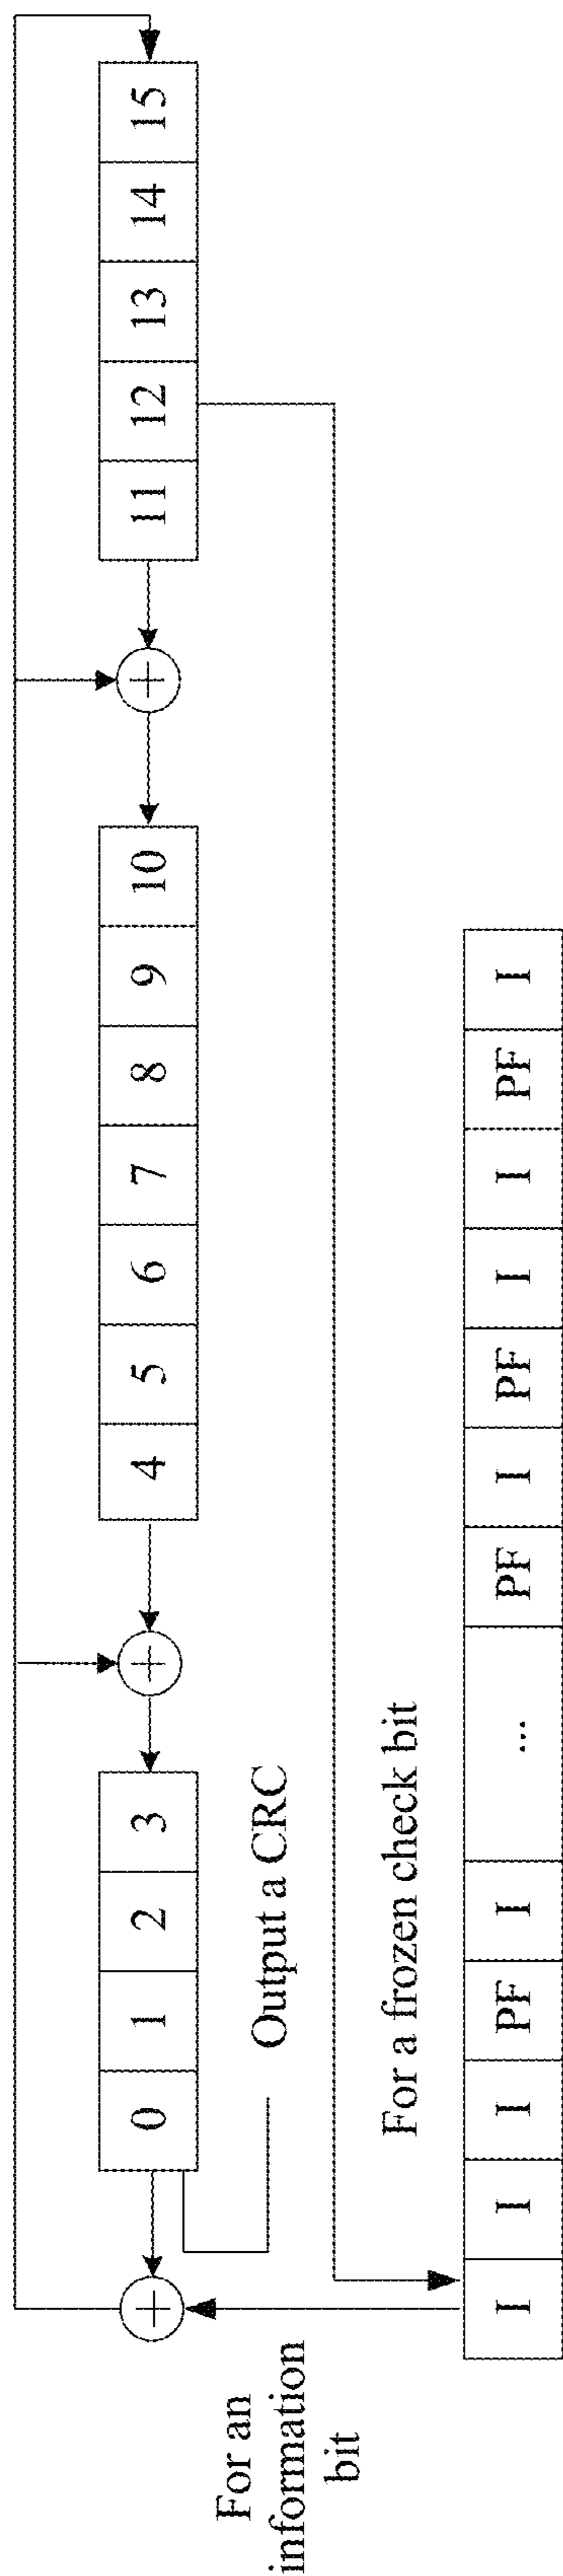 0 1 2 3 + 4 5 6 7 8 9 10 + 11 12 13 14 15
+
Output a CRC
For an
information
bit
For a frozen check bit
I I I PF I ... PF I PF I I PF I